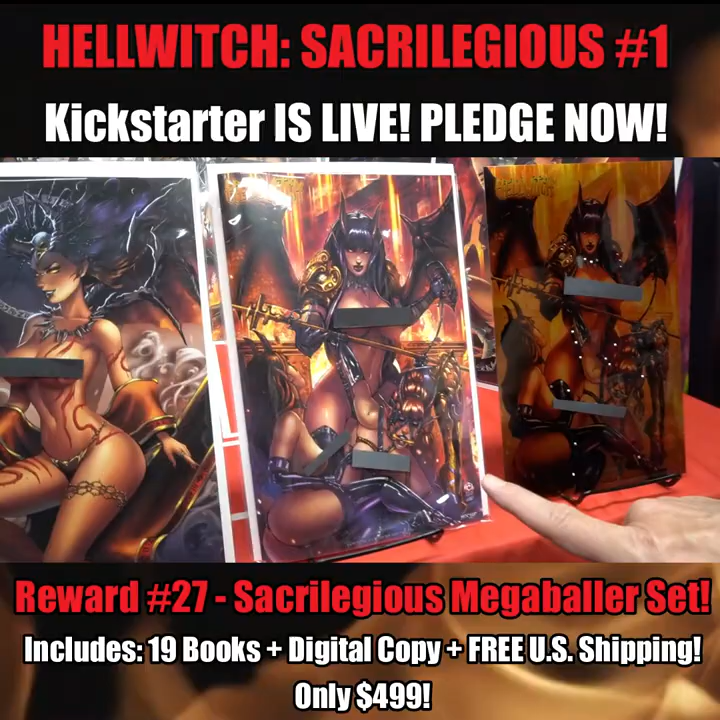 HELLWITCH: SACRILEGIOUS #1
Kickstarter IS LIVE! PLEDGE NOW!
Reward #27 - Sacrilegious Megaballer Set!
Includes: 19 Books + Digital Copy + FREE U.S. Shipping!
Only $499!